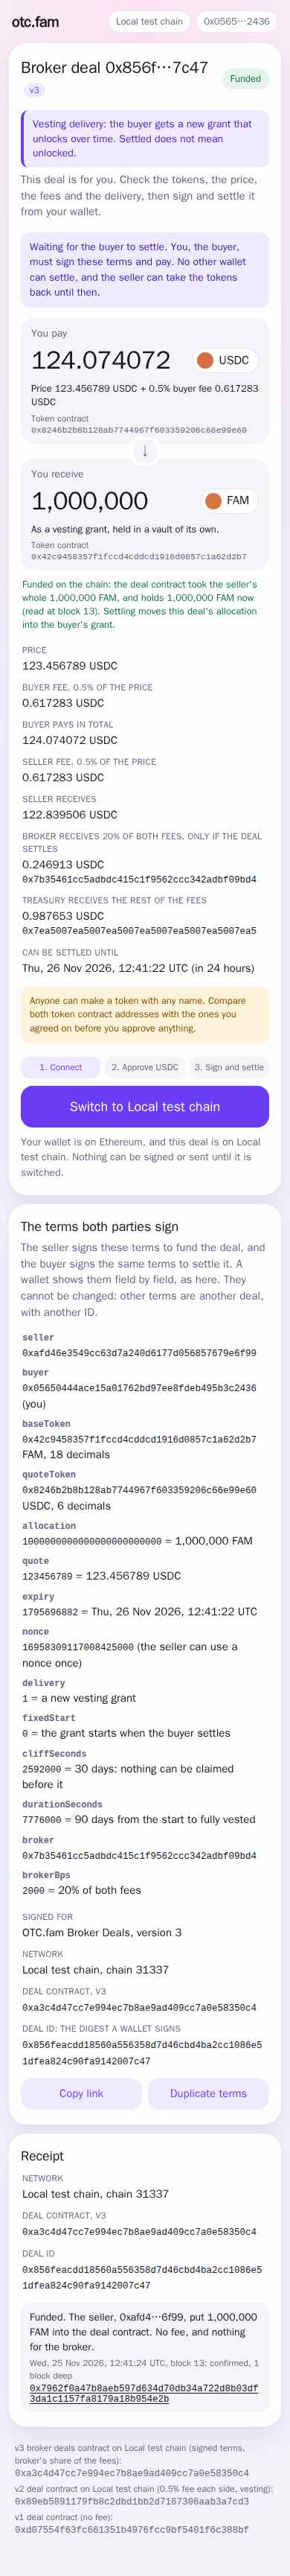 otc.fam
Local test chain
0x0565···2436
Broker deal 0x856f···7c47
Funded
v3
Vesting delivery: the buyer gets a new grant that
unlocks over time. Settled does not mean
unlocked.
This deal is for you. Check the tokens, the price,
the fees and the delivery, then sign and settle it
from your wallet.
Waiting for the buyer to settle. You, the buyer,
must sign these terms and pay. No other wallet
can settle, and the seller can take the tokens
back until then.
You pay
124.074072
USDC
Price 123.456789 USDC + 0.5% buyer fee 0.617283
USDC
Token contract
0x8246b2b8b128ab7744967f603359206c66e99e60
↓
You receive
1,000,000
FAM
As a vesting grant, held in a vault of its own.
Token contract
0x42c9458357f1fccd4cddcd1916d0857c1a62d2b7
Funded on the chain: the deal contract took the seller's
whole 1,000,000 FAM, and holds 1,000,000 FAM now
(read at block 13). Settling moves this deal's allocation
into the buyer's grant.
PRICE
123.456789 USDC
BUYER FEE, 0.5% OF THE PRICE
0.617283 USDC
BUYER PAYS IN TOTAL
124.074072 USDC
SELLER FEE, 0.5% OF THE PRICE
0.617283 USDC
SELLER RECEIVES
122.839506 USDC
BROKER RECEIVES 20% OF BOTH FEES, ONLY IF THE DEAL
SETTLES
0.246913 USDC
0x7b35461cc5adbdc415c1f9562ccc342adbf09bd4
TREASURY RECEIVES THE REST OF THE FEES
0.987653 USDC
0x7ea5007ea5007ea5007ea5007ea5007ea5007ea5
CAN BE SETTLED UNTIL
Thu, 26 Nov 2026, 12:41:22 UTC (in 24 hours)
Anyone can make a token with any name. Compare
both token contract addresses with the ones you
agreed on before you approve anything.
1. Connect
2. Approve USDC
3. Sign and settle
Switch to Local test chain
Your wallet is on Ethereum, and this deal is on Local
test chain. Nothing can be signed or sent until it is
switched.
The terms both parties sign
The seller signs these terms to fund the deal, and
the buyer signs the same terms to settle it. A
wallet shows them field by field, as here. They
cannot be changed: other terms are another deal,
with another ID.
seller
0xafd46e3549cc63d7a240d6177d056857679e6f99
buyer
0x05650444ace15a01762bd97ee8fdeb495b3c2436
(you)
baseToken
0x42c9458357f1fccd4cddcd1916d0857c1a62d2b7
FAM, 18 decimals
quoteToken
0x8246b2b8b128ab7744967f603359206c66e99e60
USDC, 6 decimals
allocation
1000000000000000000000000 = 1,000,000 FAM
quote
123456789 = 123.456789 USDC
expiry
1795696882 = Thu, 26 Nov 2026, 12:41:22 UTC
nonce
16958309117008425000 (the seller can use a
nonce once)
delivery
1 = a new vesting grant
fixedStart
0 = the grant starts when the buyer settles
cliffSeconds
2592000 = 30 days: nothing can be claimed
before it
durationSeconds
7776000 = 90 days from the start to fully vested
broker
0x7b35461cc5adbdc415c1f9562ccc342adbf09bd4
brokerBps
2000 = 20% of both fees
SIGNED FOR
OTC.fam Broker Deals, version 3
NETWORK
Local test chain, chain 31337
DEAL CONTRACT, V3
0xa3c4d47cc7e994ec7b8ae9ad409cc7a0e58350c4
DEAL ID: THE DIGEST A WALLET SIGNS
0x856feacdd18560a556358d7d46cbd4ba2cc1086e5
1dfea824c90fa9142007c47
Copy link
Duplicate terms
Receipt
NETWORK
Local test chain, chain 31337
DEAL CONTRACT, V3
0xa3c4d47cc7e994ec7b8ae9ad409cc7a0e58350c4
DEAL ID
0x856feacdd18560a556358d7d46cbd4ba2cc1086e5
1dfea824c90fa9142007c47
Funded. The seller, 0xafd4···6f99, put 1,000,000
FAM into the deal contract. No fee, and nothing
for the broker.
Wed, 25 Nov 2026, 12:41:24 UTC, block 13: confirmed, 1
block deep
0x7962f0a47b8aeb597d634d70db34a722d8b03df
3da1c1157fa8179a18b954e2b
v3 broker deals contract on Local test chain (signed terms,
broker's share of the fees):
0xa3c4d47cc7e994ec7b8ae9ad409cc7a0e58350c4
v2 deal contract on Local test chain (0.5% fee each side, vesting):
0x89eb5891179fb8c2dbd1bb2d7167306aab3a7cd3
v1 deal contract (no fee):
0xd07554f63fc661351b4976fcc9bf5401f6c388bf